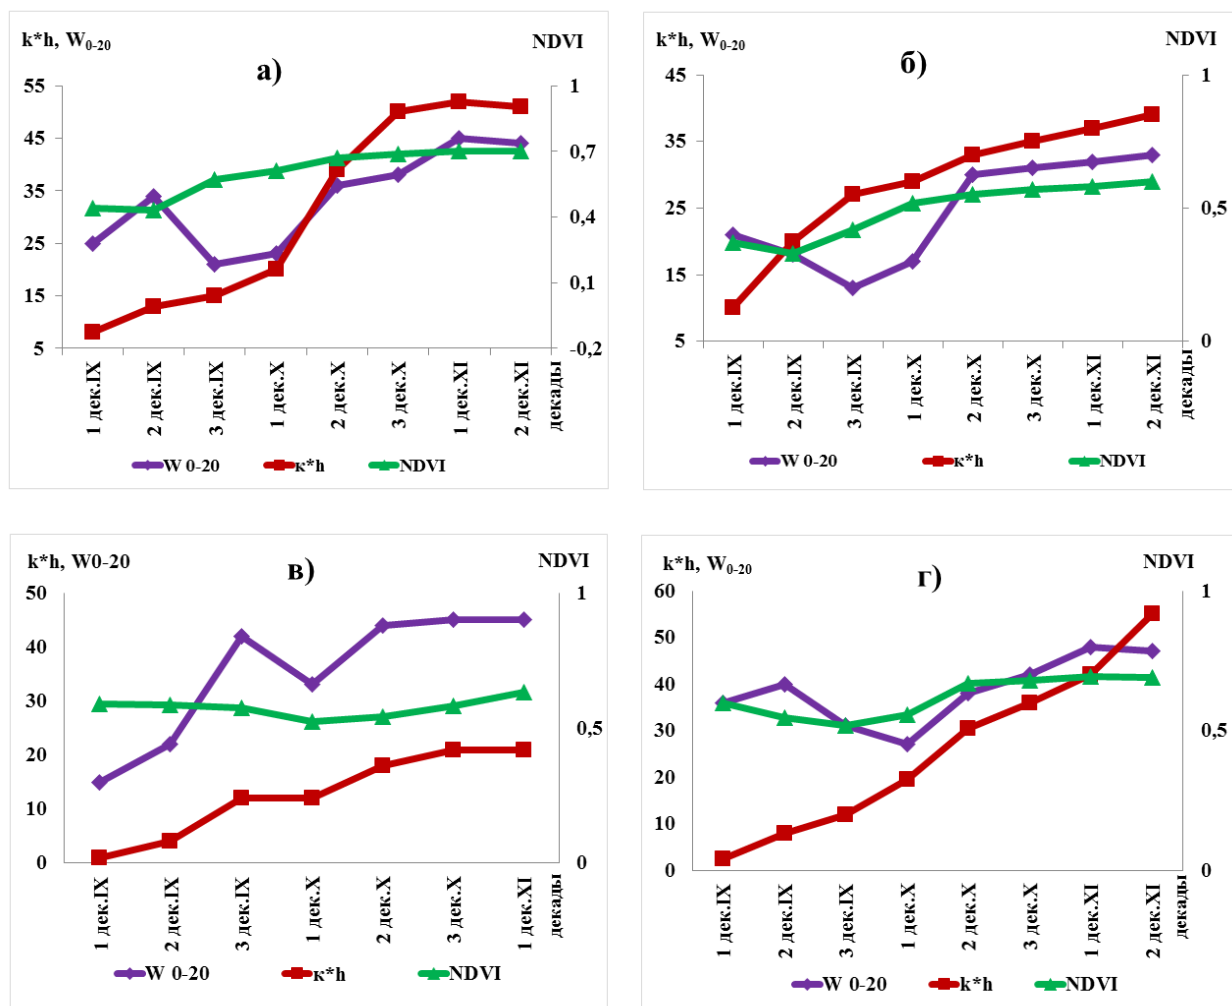 k*h, W0-20
NDVI
а)
55
45
35
25
15
5
1
0,7
0,4
0,1
-0,2
1 дек.IX
2 дек.IX
3 дек.IX
1 дек.X
2 дек.X
3 дек.X
1 дек.XI
2 дек.XI
декады
W 0-20
к*h
NDVI
k*h, W0-20
NDVI
б)
45
35
25
15
5
1
0,5
0
1 дек.IX
2 дек.IX
3 дек.IX
1 дек.X
2 дек.X
3 дек.X
1 дек.XI
2 дек.XI
декады
W 0-20
к*h
NDVI
k*h, W0-20
NDVI
в)
50
40
30
20
10
0
1
0,5
0
1 дек.IX
2 дек.IX
3 дек.IX
1 дек.X
2 дек.X
3 дек.X
1 дек.XI
декады
W 0-20
к*h
NDVI
k*h, W0-20
NDVI
г)
60
50
40
30
20
10
0
1
0,5
0
1 дек.IX
2 дек.IX
3 дек.IX
1 дек.X
2 дек.X
3 дек.X
1 дек.XI
2 дек.XI
декады
W 0-20
k*h
NDVI